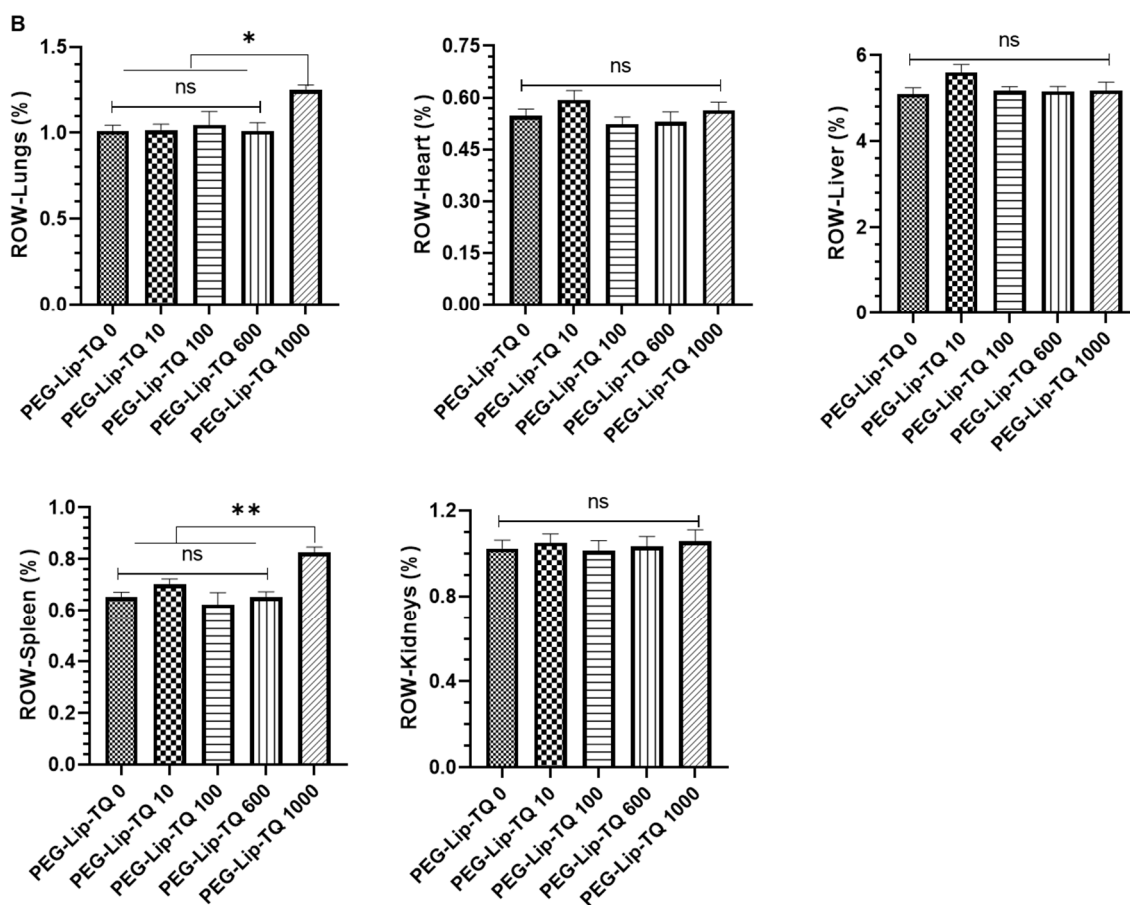 B
ROW-Lungs (%)
1.5
1.0
0.5
0.0
*
ns
PEG-Lip-TQ 0
PEG-Lip-TQ 10
PEG-Lip-TQ 100
PEG-Lip-TQ 600
PEG-Lip-TQ 1000
ROW-Heart (%)
0.75
0.60
0.45
0.30
0.15
0.00
ns
PEG-Lip-TQ 0
PEG-Lip-TQ 10
PEG-Lip-TQ 100
PEG-Lip-TQ 600
PEG-Lip-TQ 1000
ROW-Liver (%)
6
4
2
0
ns
PEG-Lip-TQ 0
PEG-Lip-TQ 10
PEG-Lip-TQ 100
PEG-Lip-TQ 600
PEG-Lip-TQ 1000
ROW-Spleen (%)
1.0
0.8
0.6
0.4
0.2
0.0
**
ns
PEG-Lip-TQ 0
PEG-Lip-TQ 10
PEG-Lip-TQ 100
PEG-Lip-TQ 600
PEG-Lip-TQ 1000
ROW-Kidneys (%)
1.2
0.8
0.4
0.0
ns
PEG-Lip-TQ 0
PEG-Lip-TQ 10
PEG-Lip-TQ 100
PEG-Lip-TQ 600
PEG-Lip-TQ 1000